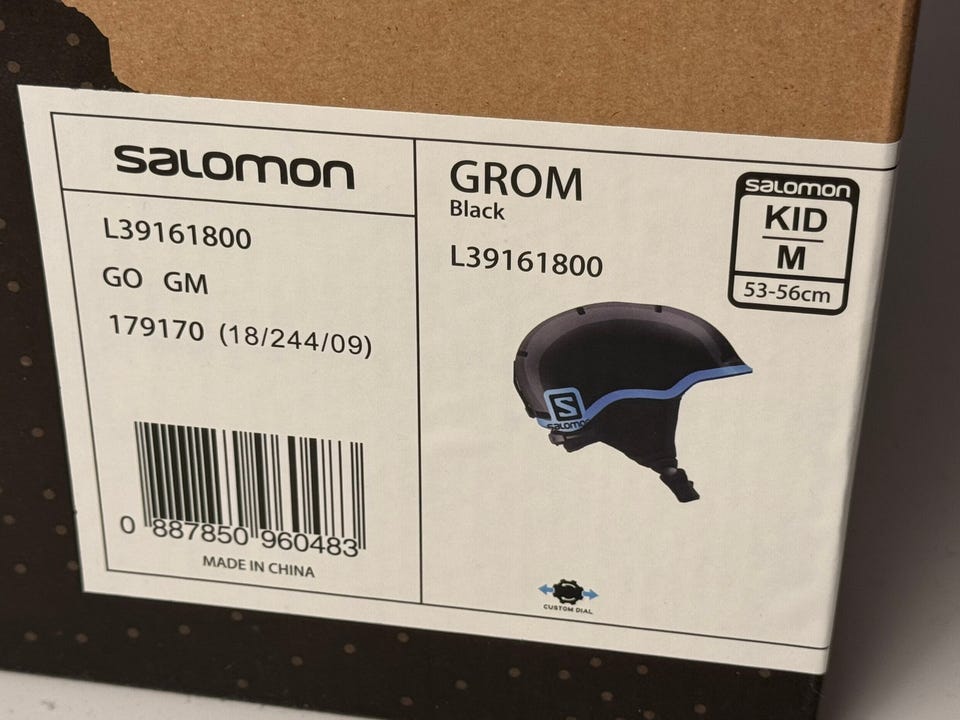 salomon
L39161800
GO GM
179170 (18/244/09)
0 887850 960483
MADE IN CHINA
GROM
Black
L39161800
salomon
KID
M
53-56cm
S
salomon
CUSTOM DIAL